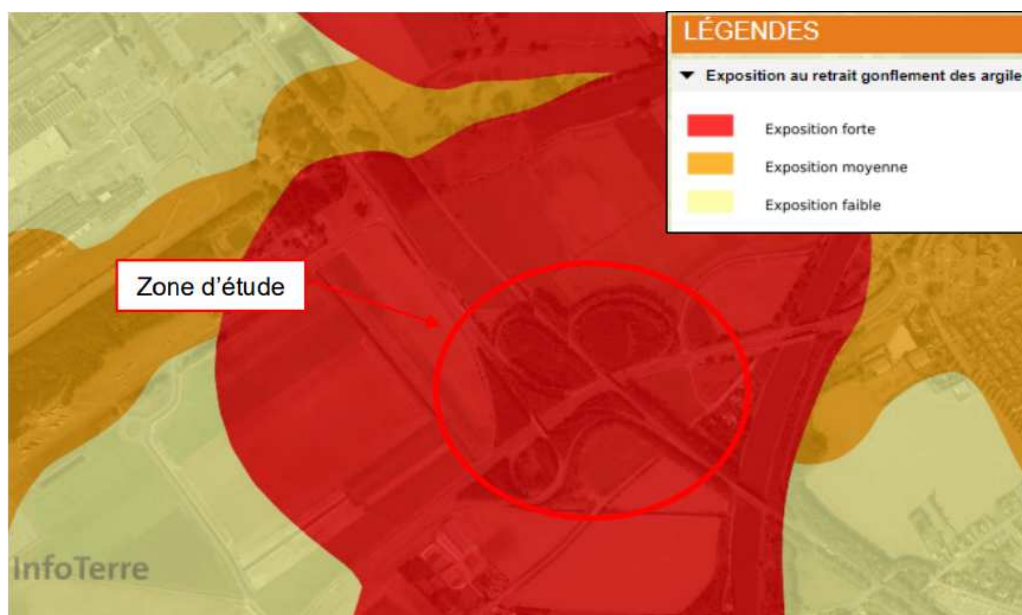 LÉGENDES
Exposition au retrait gonflement des argile
Exposition forte
Exposition moyenne
Exposition faible
Zone d'étude
InfoTerre